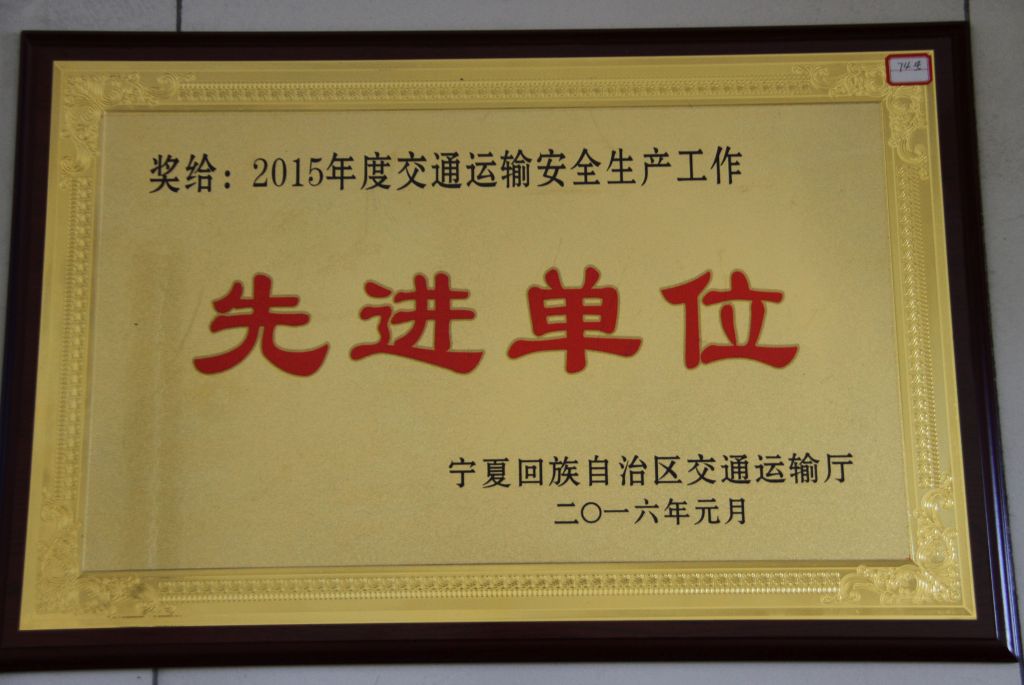 奖给：2015年度交通运输安全生产工作
先进单位
宁夏回族自治区交通运输厅
二〇一六年元月